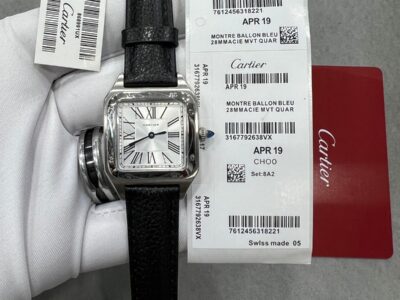 7612456318221
APR 19
MONTRE BALLON BLEU
28MMACIE MVT QUAR
APR 19
3167792638VX
Cartier
APR 19
MONTRE BALLON BLEU
28MMACIE MVT QUAR
3167792638VX
APR 19
CHOO
Set:8A2
APR 19
3167792638VX
7612456318221
Swiss made 05
Cartier
CARTIER
XII